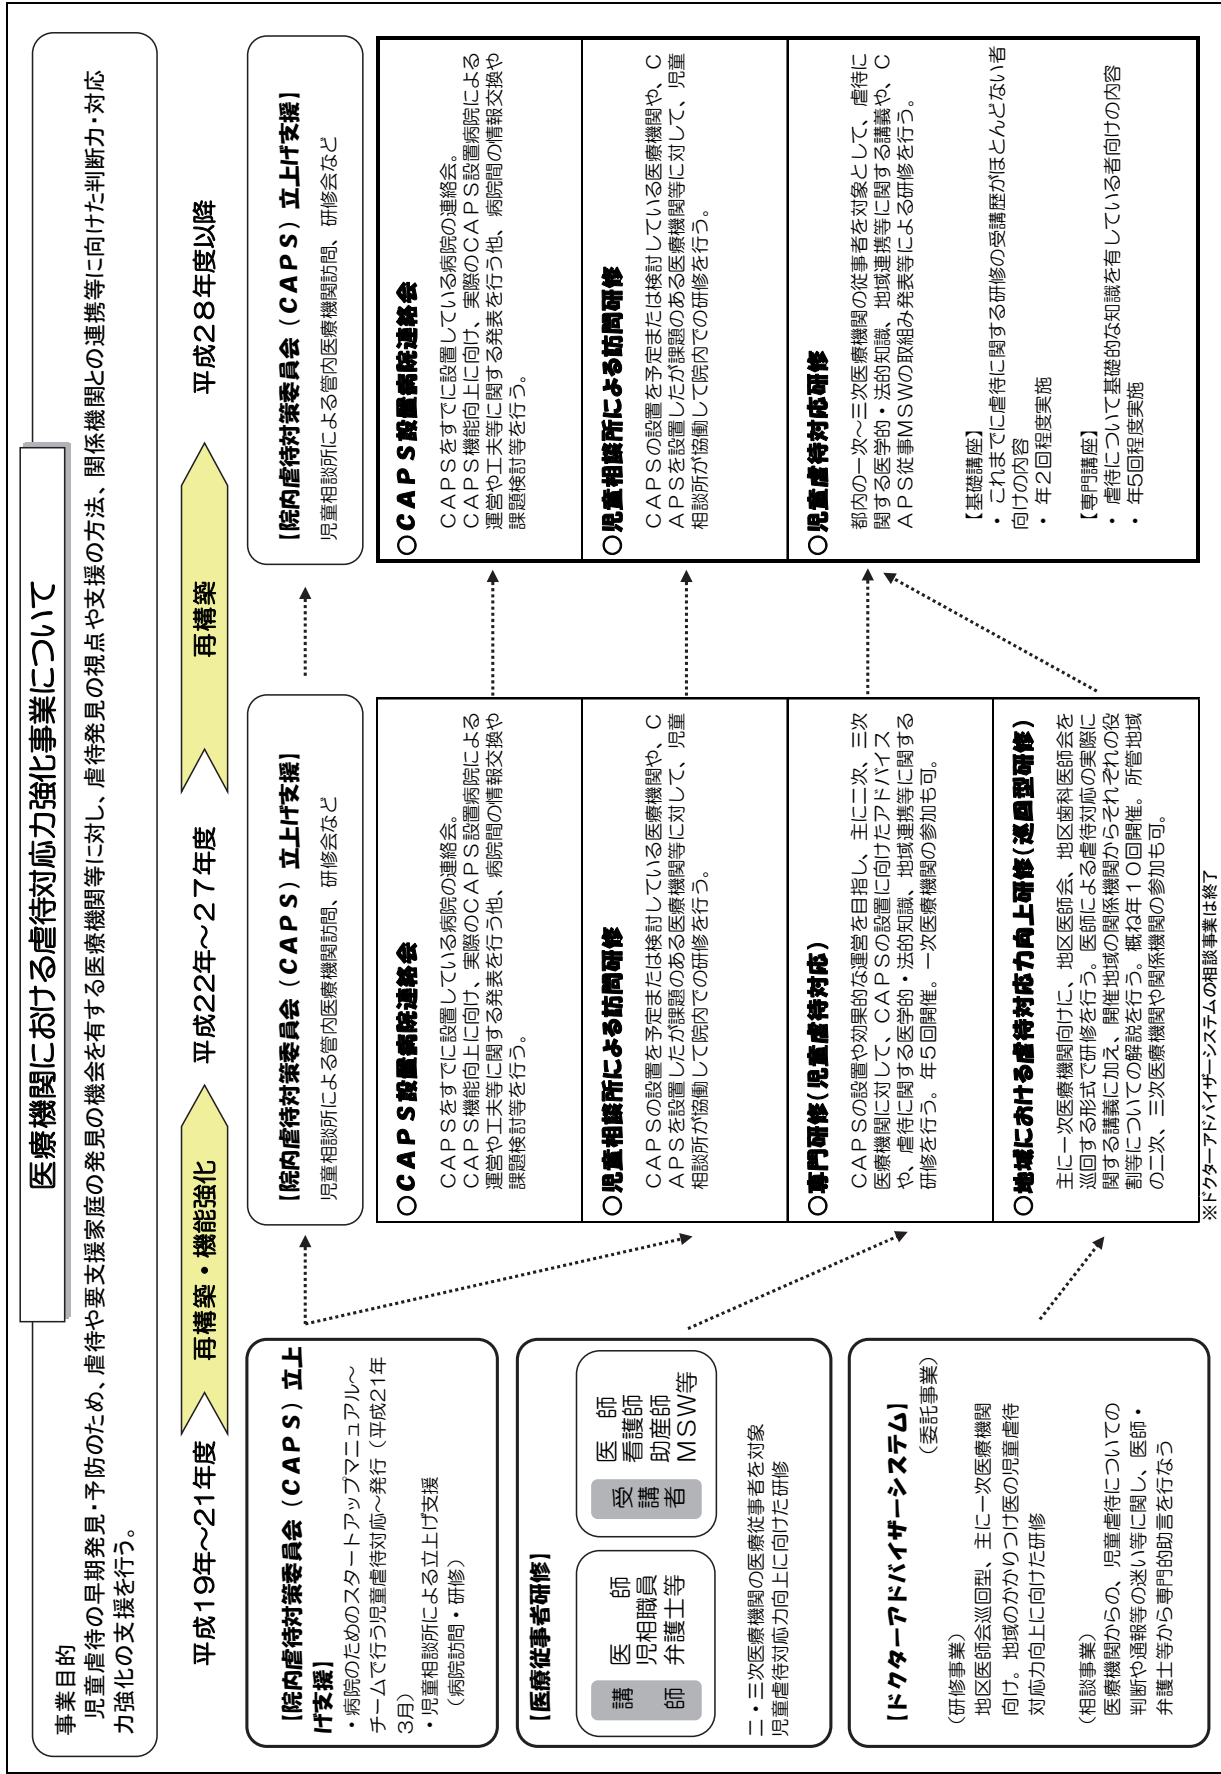 医療機関における虐待対応力強化事業について
事業目的
児童虐待の早期発見・予防のため、虐待や要支援家庭の発見の機会を有する医療機関等に対し、虐待発見の視点や支援の方法、関係機関との連携等に向けた判断力・対応
力強化の支援を行う。
平成19年～21年度
再構築・機能強化
平成22年～27年度
再構築
平成28年度以降
【院内虐待対策委員会（CAPS）立上
げ支援】
・病院のためのスタートアップマニュアル～
チームで行う児童虐待対応～発行（平成21年
3月）
・児童相談所による立上げ支援
（病院訪問・研修）
【医療従事者研修】
講　師
医　師
児相職員
弁護士等
受講者
医　師
看護師
助産師
MSW等
二・三次医療機関の医療従事者を対象
児童虐待対応力向上に向けた研修
【ドクターアドバイザーシステム】
（委託事業）
（研修事業）
地区医師会巡回型、主に一次医療機関
向け。地域のかかりつけ医の児童虐待
対応力向上に向けた研修
（相談事業）
医療機関からの、児童虐待についての
判断や通報等の迷い等に関し、医師・
弁護士等から専門的助言を行なう
【院内虐待対策委員会（CAPS）立上げ支援】
児童相談所による管内医療機関訪問、研修会など
○CAPS設置病院連絡会
CAPSをすでに設置している病院の連絡会。
CAPS機能向上に向け、実際のCAPS設置病院による
運営や工夫等に関する発表を行う他、病院間の情報交換や
課題検討等を行う。
○児童相談所による訪問研修
CAPSの設置を予定または検討している医療機関や、C
APSを設置したが課題のある医療機関等に対して、児童
相談所が協働して院内での研修を行う。
○専門研修（児童虐待対応）
CAPSの設置や効果的な運営を目指し、主に二次、三次
医療機関に対して、CAPSの設置に向けたアドバイス
や、虐待に関する医学的・法的知識、地域連携等に関する
研修を行う。年5回開催。一次医療機関の参加も可。
○地域における虐待対応力向上研修（巡回型研修）
主に一次医療機関向けに、地区医師会、地区歯科医師会を
巡回する形式で研修を行う。医師による虐待対応の実際に
関する講義に加え、開催地域の関係機関からそれぞれの役
割等についての解説を行う。概ね年10回開催。所管地域
の二次、三次医療機関や関係機関の参加も可。
※ドクターアドバイザーシステムの相談事業は終了
【院内虐待対策委員会（CAPS）立上げ支援】
児童相談所による管内医療機関訪問、研修会など
○CAPS設置病院連絡会
CAPSをすでに設置している病院の連絡会。
CAPS機能向上に向け、実際のCAPS設置病院による
運営や工夫等に関する発表を行う他、病院間の情報交換や
課題検討等を行う。
○児童相談所による訪問研修
CAPSの設置を予定または検討している医療機関や、C
APSを設置したが課題のある医療機関等に対して、児童
相談所が協働して院内での研修を行う。
○児童虐待対応研修
都内の一次～三次医療機関の従事者を対象として、虐待に
関する医学的・法的知識、地域連携等に関する講義や、C
APS従事MSWの取組み発表等による研修を行う。
【基礎講座】
・これまでに虐待に関する研修の受講歴がほとんどない者
向けの内容
・年2回程度実施
【専門講座】
・虐待について基礎的な知識を有している者向けの内容
・年5回程度実施